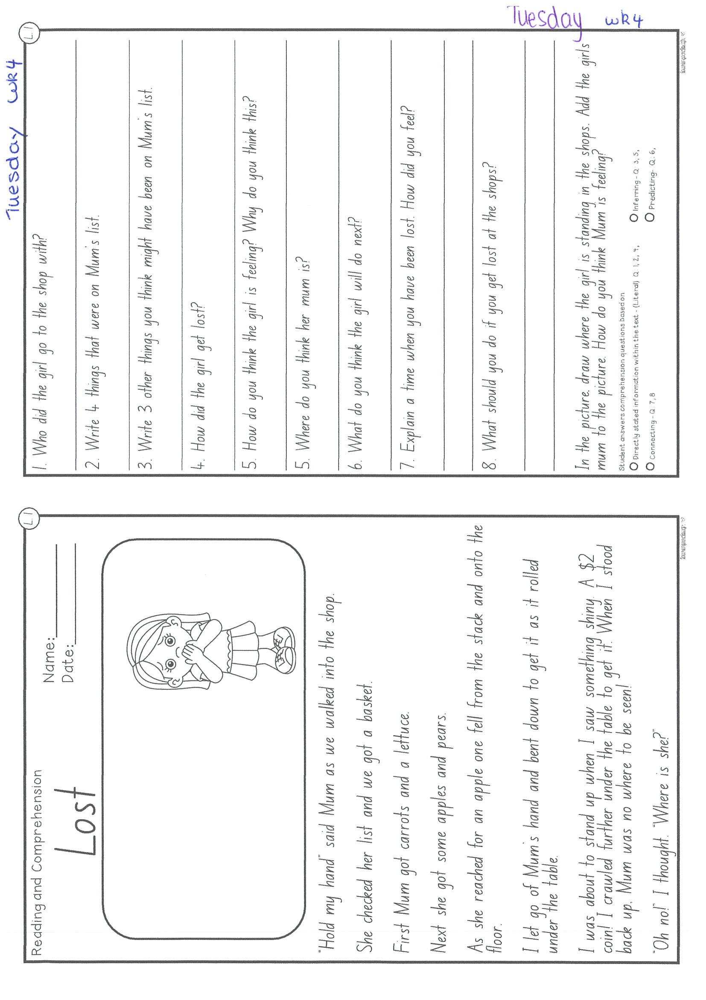 Reading and Comprehension
L.1
Name:
Date:
Lost
"Hold my hand" said Mum as we walked into the shop.
She checked her list and we got a basket.
First Mum got carrots and a lettuce.
Next she got some apples and pears.
As she reached for an apple one fell from the stack and onto the
floor.
I let go of Mum's hand and bent down to get it as it rolled
under the table.
I was about to stand up when I saw something shiny. A $2
coin! I crawled further under the table to get it. When I stood
back up, Mum was no where to be seen!
"Oh no!" I thought. "Where is she?"
Tuesday wk4
L.1
1. Who did the girl go to the shop with?
2. Write 4 things that were on Mum's list.
3. Write 3 other things you think might have been on Mum's list.
4. How did the girl get lost?
5. How do you think the girl is feeling? Why do you think this?
5. Where do you think her mum is?
6. What do you think the girl will do next?
7. Explain a time when you have been lost. How did you feel?
8. What should you do if you get lost at the shops?
In the picture, draw where the girl is standing in the shops. Add the girls
mum to the picture. How do you think Mum is feeling?
Student answers comprehension questions based on
Directly stated information within the text - (Literal) Q. 1, 2, 4,
Inferring - Q. 3, 5,
Connecting - Q. 7, 8
Predicting- Q. 6,
Tuesday wk4